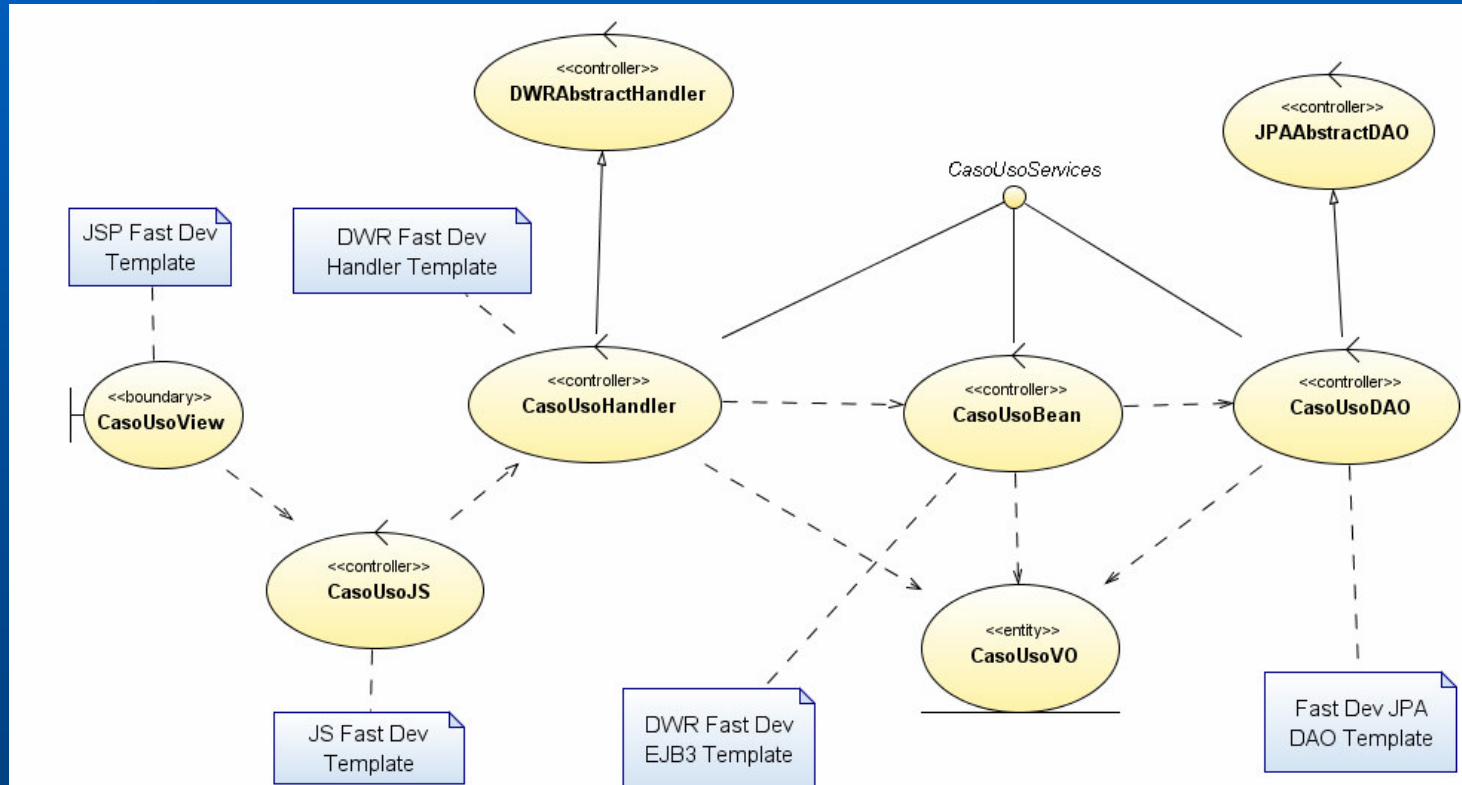 <<controller>>
DWRAbstractHandler
<<controller>>
JPAAbstractDAO
CasoUsoServices
JSP Fast Dev
Template
DWR Fast Dev
Handler Template
<<boundary>>
CasoUsoView
<<controller>>
CasoUsoHandler
<<controller>>
CasoUsoBean
<<controller>>
CasoUsoDAO
<<controller>>
CasoUsoJS
<<entity>>
CasoUsoVO
JS Fast Dev
Template
DWR Fast Dev
EJB3 Template
Fast Dev JPA
DAO Template